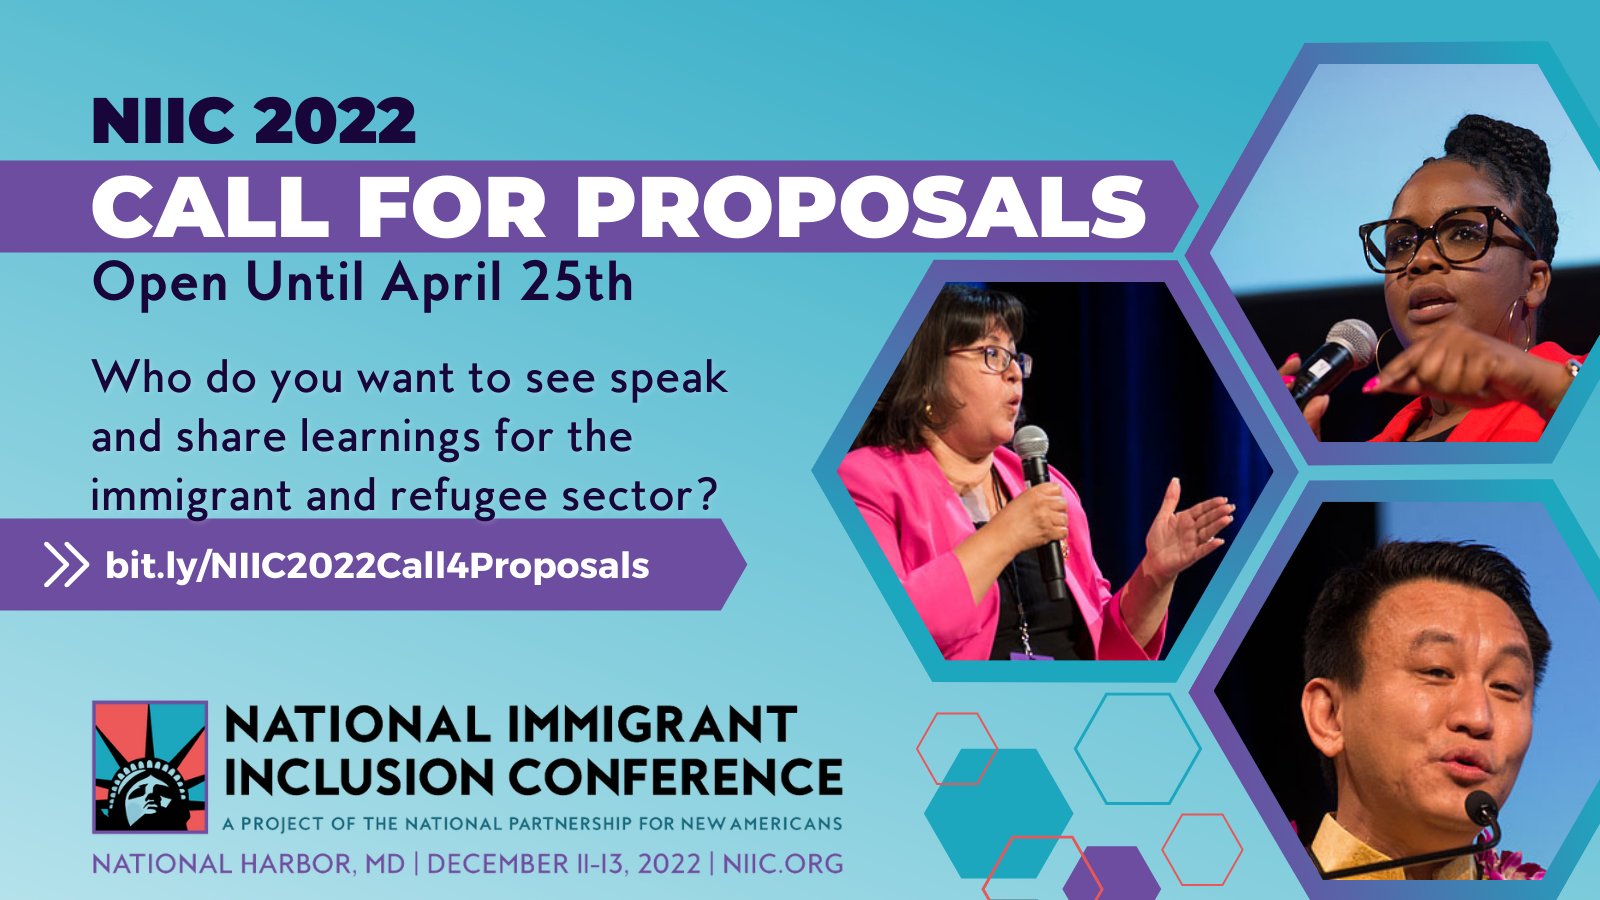 NIIC 2022
CALL FOR PROPOSALS
Open Until April 25th
Who do you want to see speak
and share learnings for the
immigrant and refugee sector?
bit.ly/NIIC2022Call4Proposals
NATIONAL IMMIGRANT
INCLUSION CONFERENCE
A PROJECT OF THE NATIONAL PARTNERSHIP FOR NEW AMERICANS
NATIONAL HARBOR, MD | DECEMBER 11-13, 2022 | NIIC.ORG